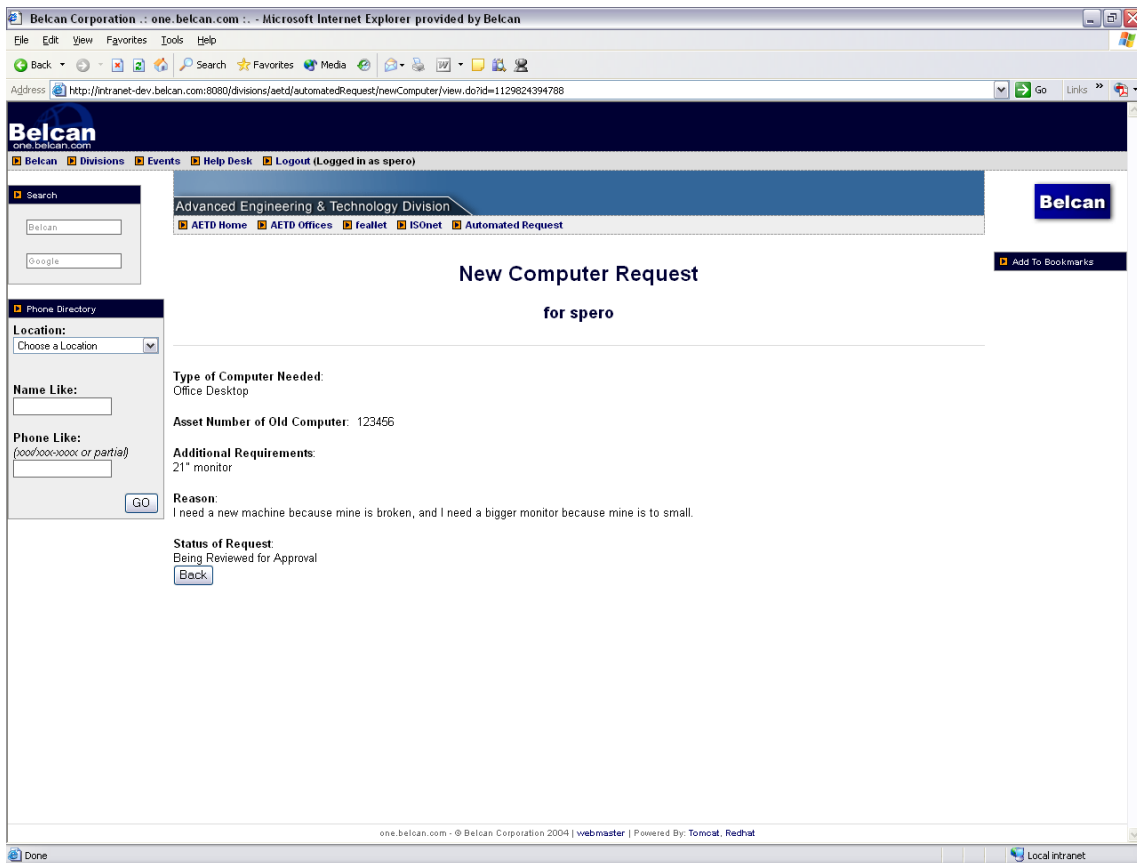 Belcan Corporation .: one.belcan.com :. - Microsoft Internet Explorer provided by Belcan
File Edit View Favorites Tools Help
Back Search Favorites Media
Address http://intranet-dev.belcan.com:8080/divisions/aetd/automatedRequest/newComputer/view.do?id=1129824394788 Go Links »
Belcan
one.belcan.com
Belcan Divisions Events Help Desk Logout (Logged in as spero)
Search
Belcan
Google
Advanced Engineering & Technology Division
AETD Home AETD Offices feaNet ISOnet Automated Request
Belcan
Add To Bookmarks
Phone Directory
Location:
Choose a Location
Name Like:
Phone Like:
(xxx/xxx-xxxx or partial)
GO
New Computer Request
for spero
Type of Computer Needed:
Office Desktop
Asset Number of Old Computer: 123456
Additional Requirements:
21" monitor
Reason:
I need a new machine because mine is broken, and I need a bigger monitor because mine is to small.
Status of Request:
Being Reviewed for Approval
Back
one.belcan.com - © Belcan Corporation 2004 | webmaster | Powered By: Tomcat, Redhat
Done Local intranet